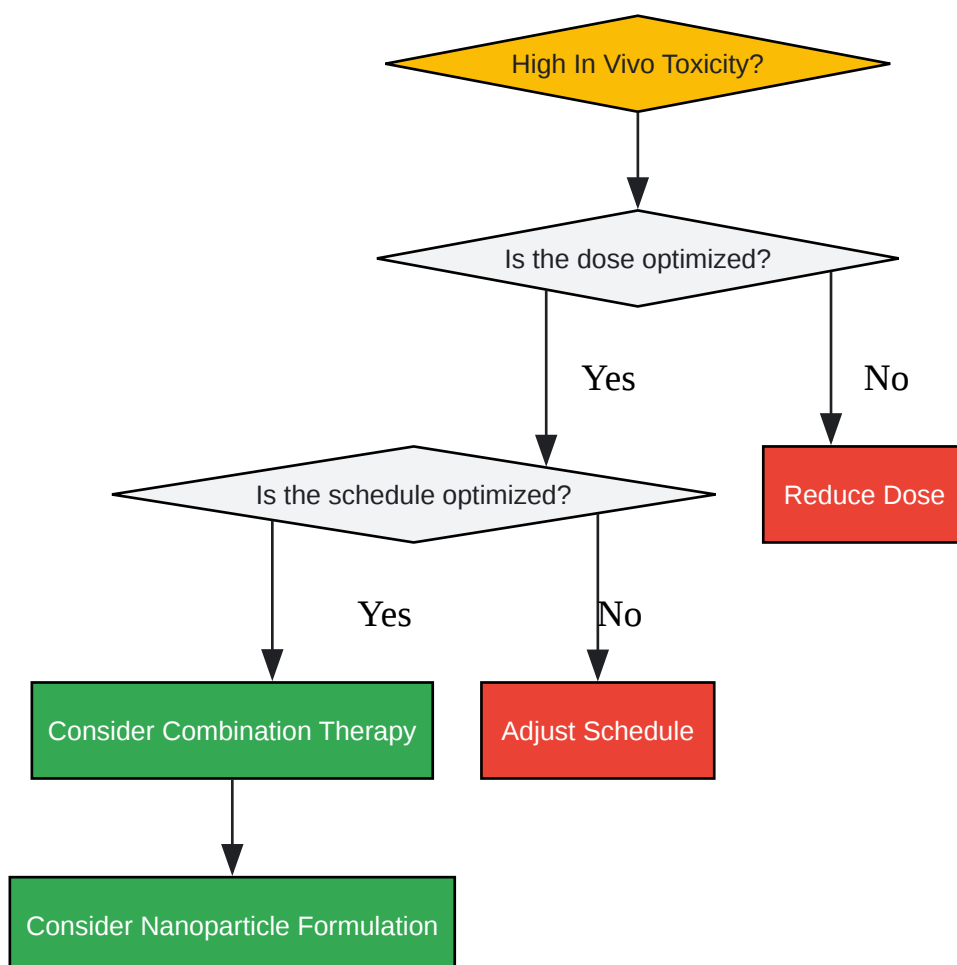 High In Vivo Toxicity?
Is the dose optimized?
Yes
No
Is the schedule optimized?
Reduce Dose
Yes
No
Consider Combination Therapy
Adjust Schedule
Consider Nanoparticle Formulation